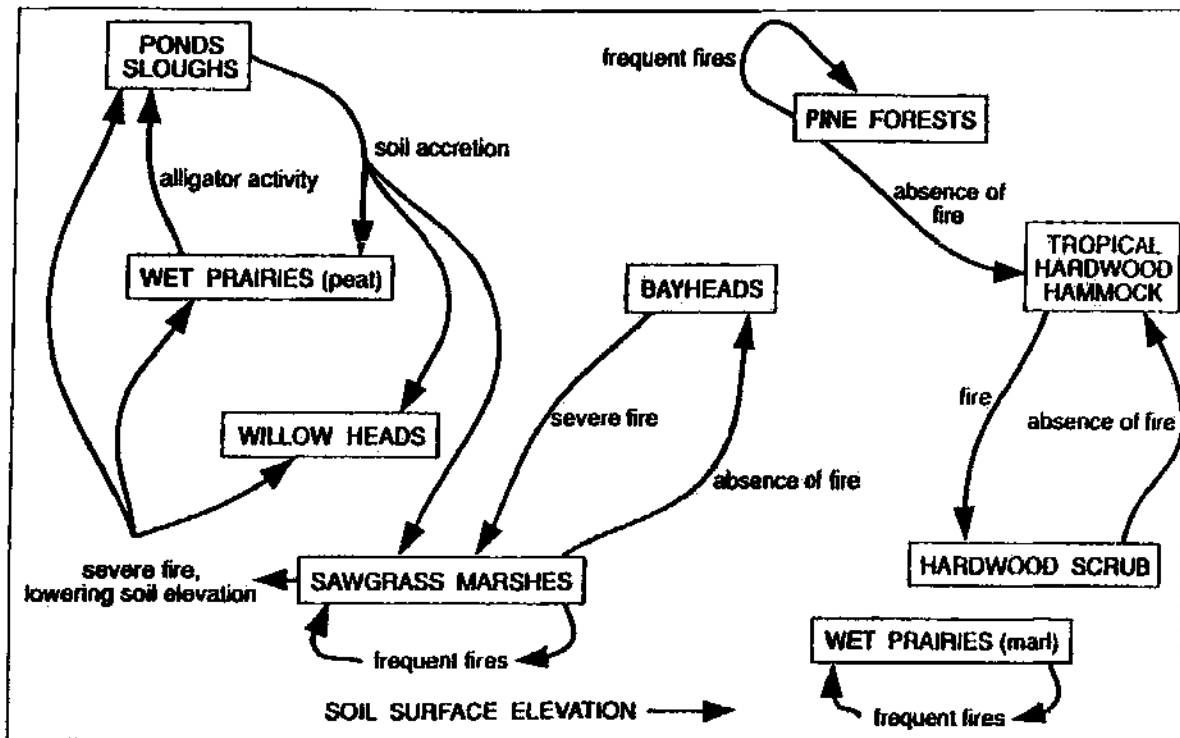 PONDS
SLOUGHS
frequent fires
PINE FORESTS
soil accretion
alligator activity
absence of
fire
WET PRAIRIES (peat)
BAYHEADS
TROPICAL
HARDWOOD
HAMMOCK
WILLOW HEADS
severe fire
fire
absence of fire
absence of fire
severe fire,
lowering soil elevation
SAWGRASS MARSHES
HARDWOOD SCRUB
frequent fires
WET PRAIRIES (marl)
frequent fires
SOIL SURFACE ELEVATION